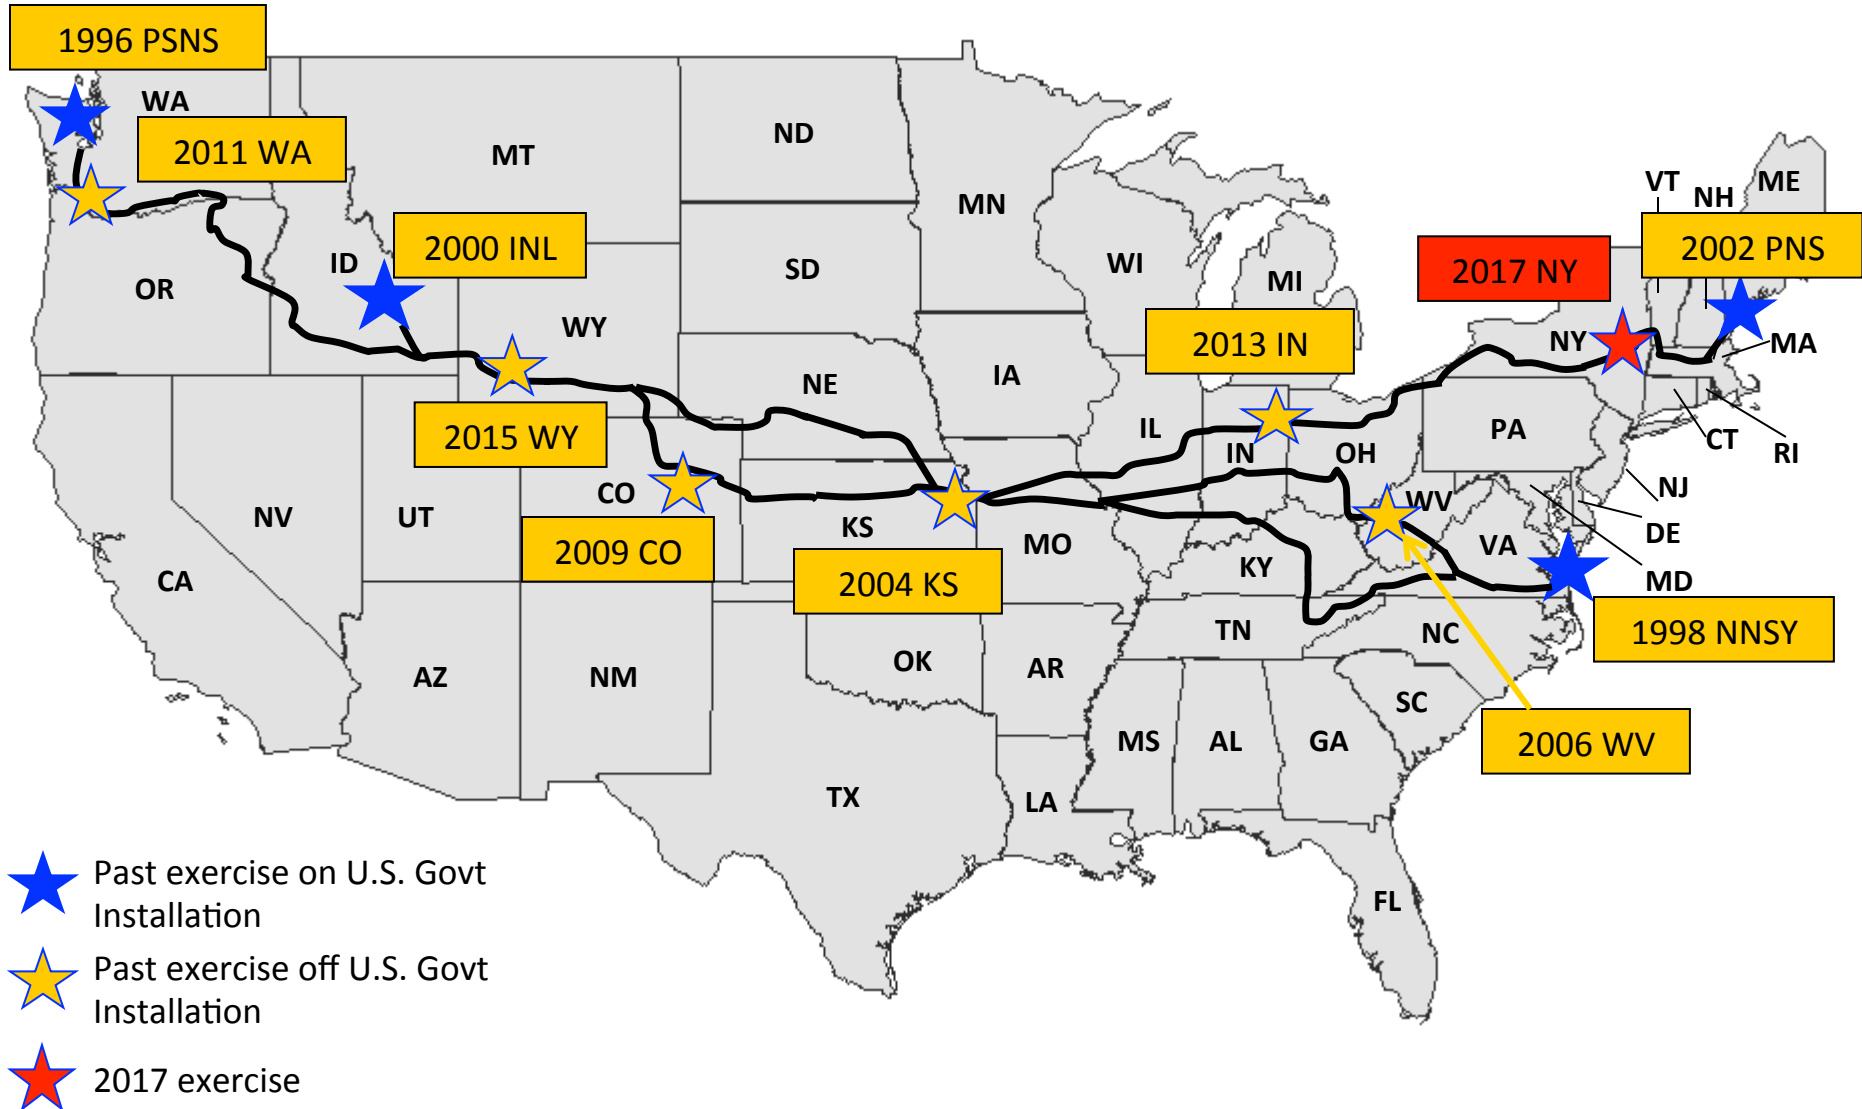 1996 PSNS
WA
2011 WA
MT
ND
MN
VT
NH
ME
2000 INL
2017 NY
2002 PNS
ID
OR
SD
WI
MI
WY
2013 IN
NY
MA
NE
IA
2015 WY
IL
IN
OH
PA
CT
RI
CO
NV
UT
KS
WV
NJ
2009 CO
MO
VA
DE
CA
2004 KS
KY
MD
1998 NNSY
TN
NC
AZ
NM
OK
AR
SC
MS
AL
GA
2006 WV
TX
LA
FL
Past exercise on U.S. Govt
Installation
Past exercise off U.S. Govt
Installation
2017 exercise